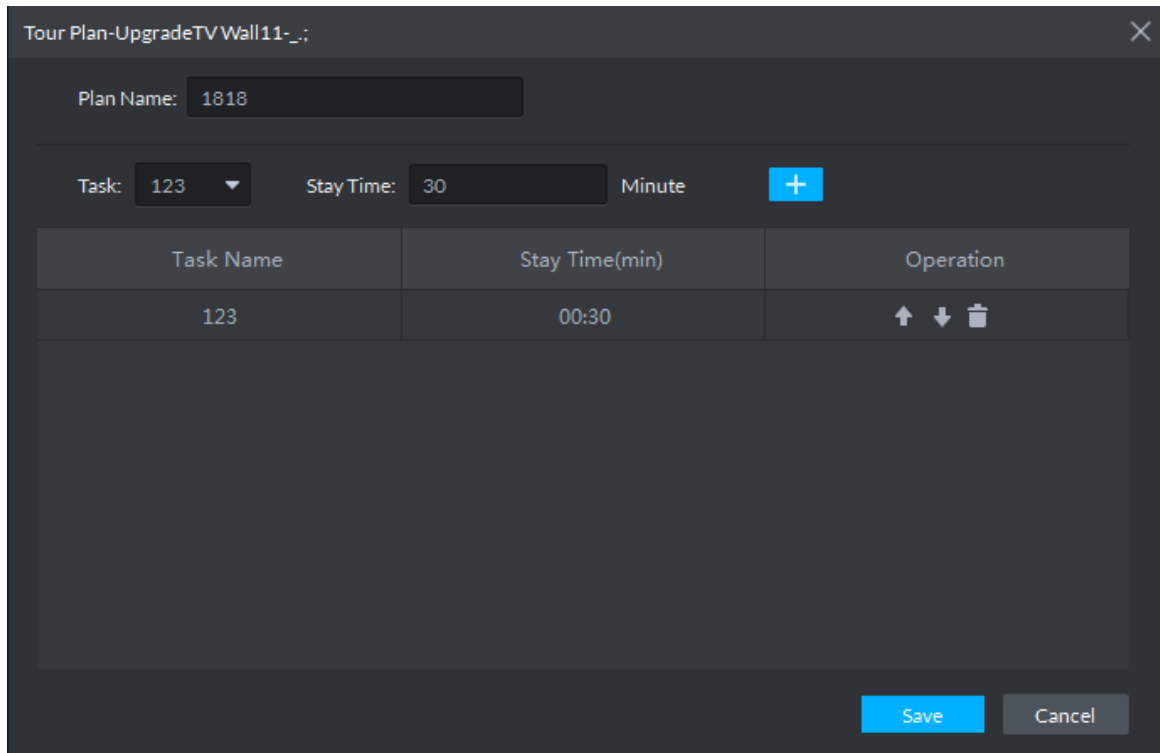 Tour Plan-UpgradeTV Wall11-_.;
Plan Name: 1818
Task: 123 Stay Time: 30 Minute
Task Name Stay Time(min) Operation
123 00:30
Save Cancel